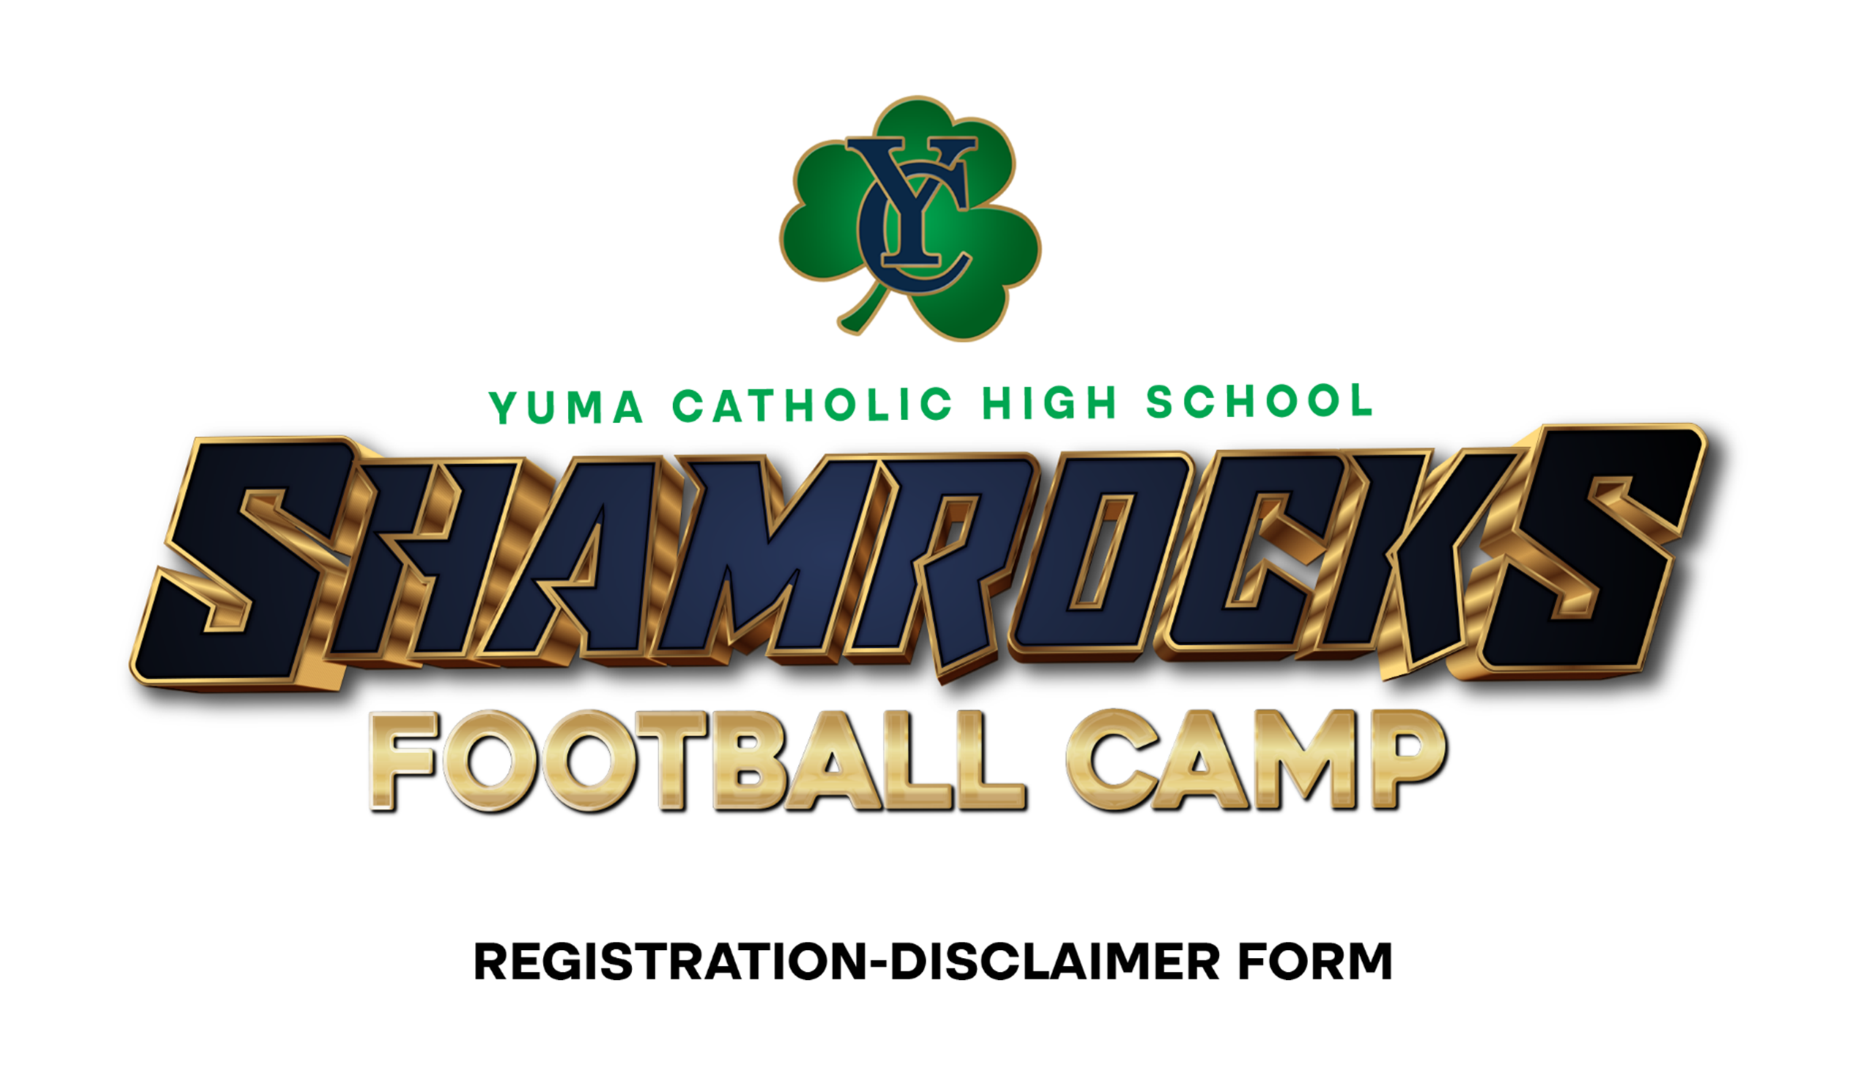 YC
YUMA CATHOLIC HIGH SCHOOL
SHAMROCKS
FOOTBALL CAMP
REGISTRATION-DISCLAIMER FORM